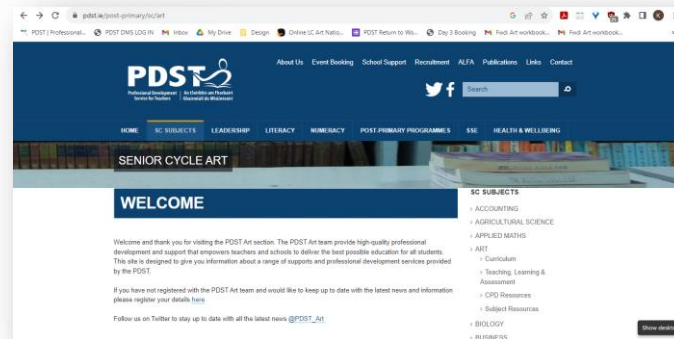 pdst.ie/post-primary/sc/art
PDST | Professional... PDST DMS LOG IN Inbox My Drive Design Online LC Art Natio... PDST Return to Wo... Day 3 Booking Fwd: Art workbook... Fwd: Art workbook...
About Us Event Booking School Support Recruitment ALFA Publications Links Contact
PDST
Professional Development Service for Teachers
An tSeirbhís um Fhorbairt Ghairmiúil do Mhúinteoirí
Search
HOME SC SUBJECTS LEADERSHIP LITERACY NUMERACY POST-PRIMARY PROGRAMMES SSE HEALTH & WELLBEING
SENIOR CYCLE ART
WELCOME
Welcome and thank you for visiting the PDST Art section. The PDST Art team provide high-quality professional
development and support that empowers teachers and schools to deliver the best possible education for all students.
This site is designed to give you information about a range of supports and professional development services provided
by the PDST.
If you have not registered with the PDST Art team and would like to keep up to date with the latest news and information
please register your details here
Follow us on Twitter to stay up to date with all the latest news @PDST_Art
SC SUBJECTS
› ACCOUNTING
› AGRICULTURAL SCIENCE
› APPLIED MATHS
› ART
› Curriculum
› Teaching, Learning &
Assessment
› CPD Resources
› Subject Resources
› BIOLOGY
› BUSINESS
Show desktop